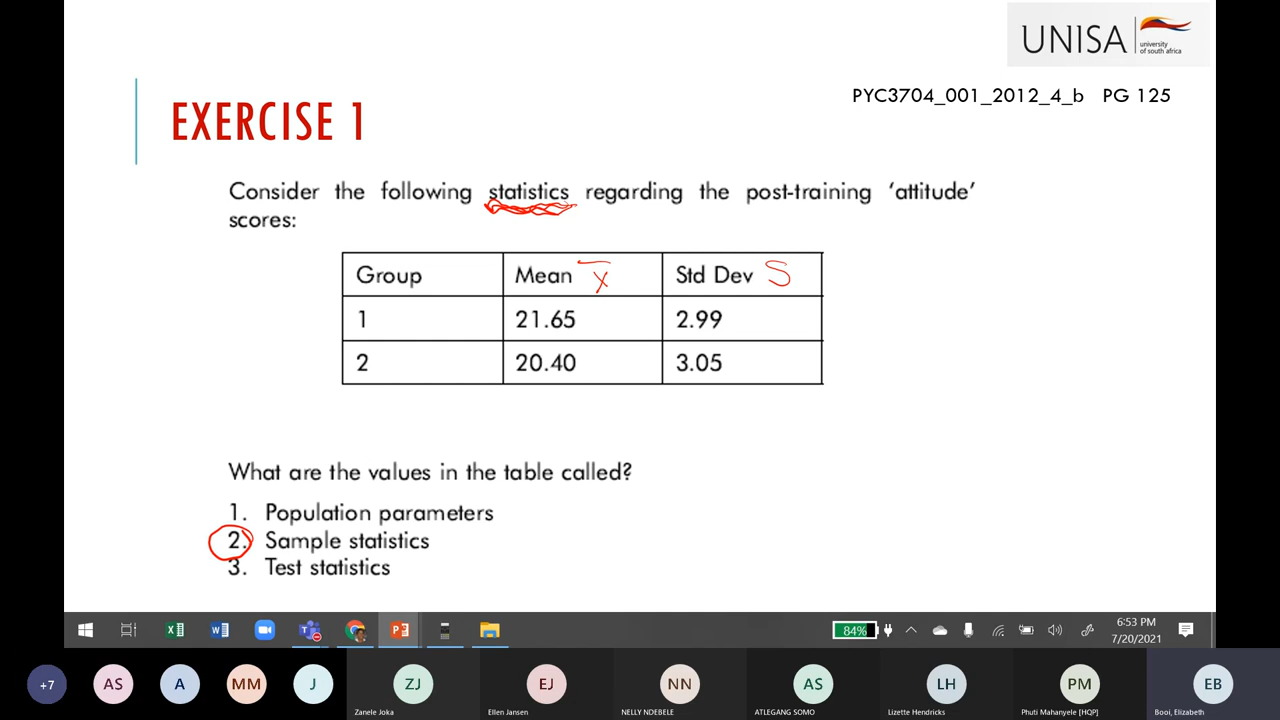 UNISA
university
of south africa
PYC3704_001_2012_4_b PG 125
EXERCISE 1
Consider the following statistics regarding the post-training ‘attitude’
scores:
Group Mean x̅ Std Dev S
1 21.65 2.99
2 20.40 3.05
What are the values in the table called?
1. Population parameters
2. Sample statistics
3. Test statistics
84%
6:53 PM
7/20/2021
+7 AS A MM J ZJ EJ NN AS LH PM EB
Zanele Joka Ellen Jansen NELLY NDEBELE ATLEGANG SOMO Lizette Hendricks Phuti Mahanyele [HQP] Booi, Elizabeth